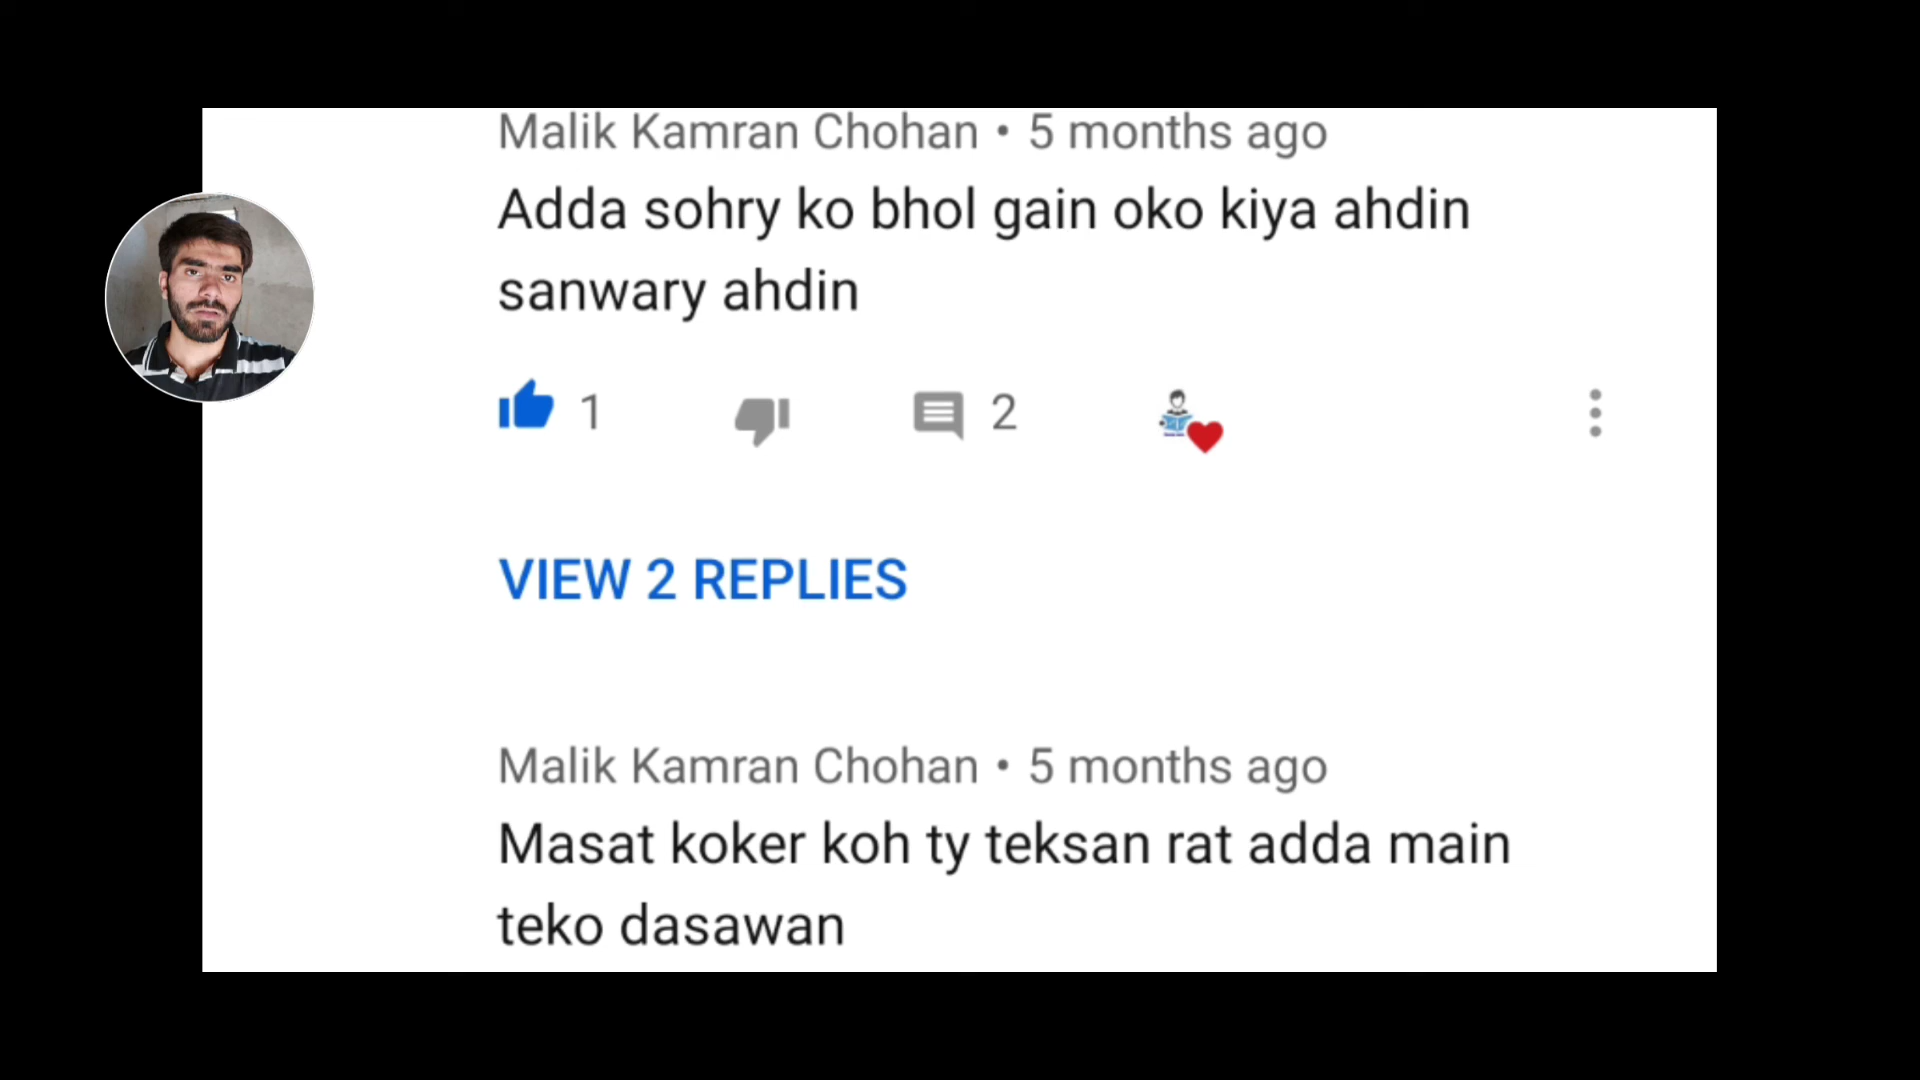 Malik Kamran Chohan • 5 months ago
Adda sohry ko bhol gain oko kiya ahdin
sanwary ahdin
1
2
VIEW 2 REPLIES
Malik Kamran Chohan • 5 months ago
Masat koker koh ty teksan rat adda main
teko dasawan